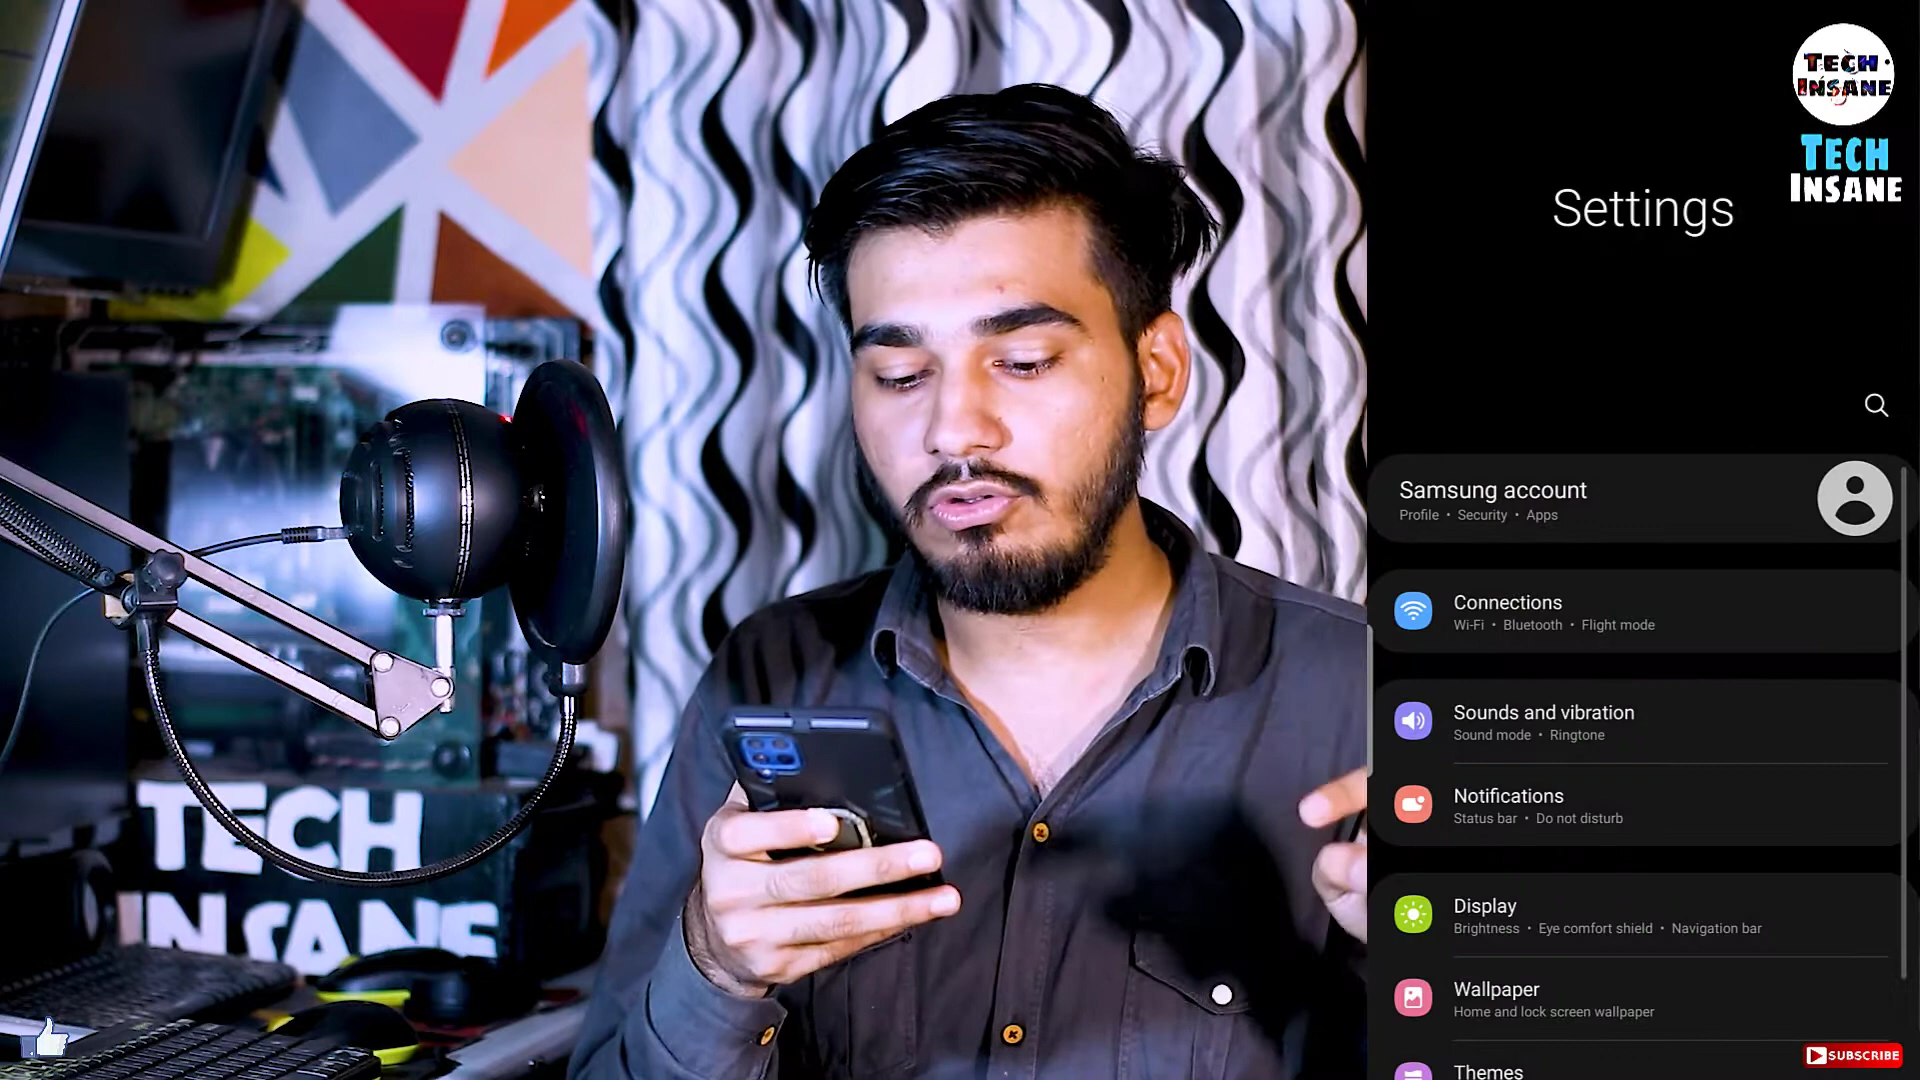 TECH
INSANE
TECH
INSANE
Settings
Samsung account
Profile • Security • Apps
Connections
Wi-Fi • Bluetooth • Flight mode
Sounds and vibration
Sound mode • Ringtone
Notifications
Status bar • Do not disturb
Display
Brightness • Eye comfort shield • Navigation bar
Wallpaper
Home and lock screen wallpaper
Themes
SUBSCRIBE
TECH
INSANE